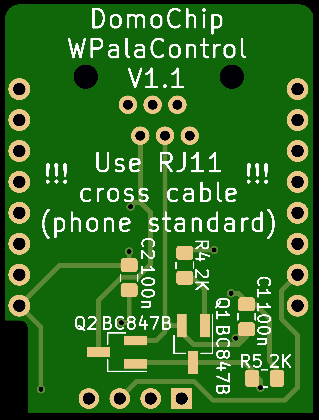 DomoChip
WPalaControl
V1.1
!!! Use RJ11 !!!
cross cable
(phone standard)
C2 100n
R4 2K
C1 100n
Q1 BC847B
Q2 BC847B
R5 2K